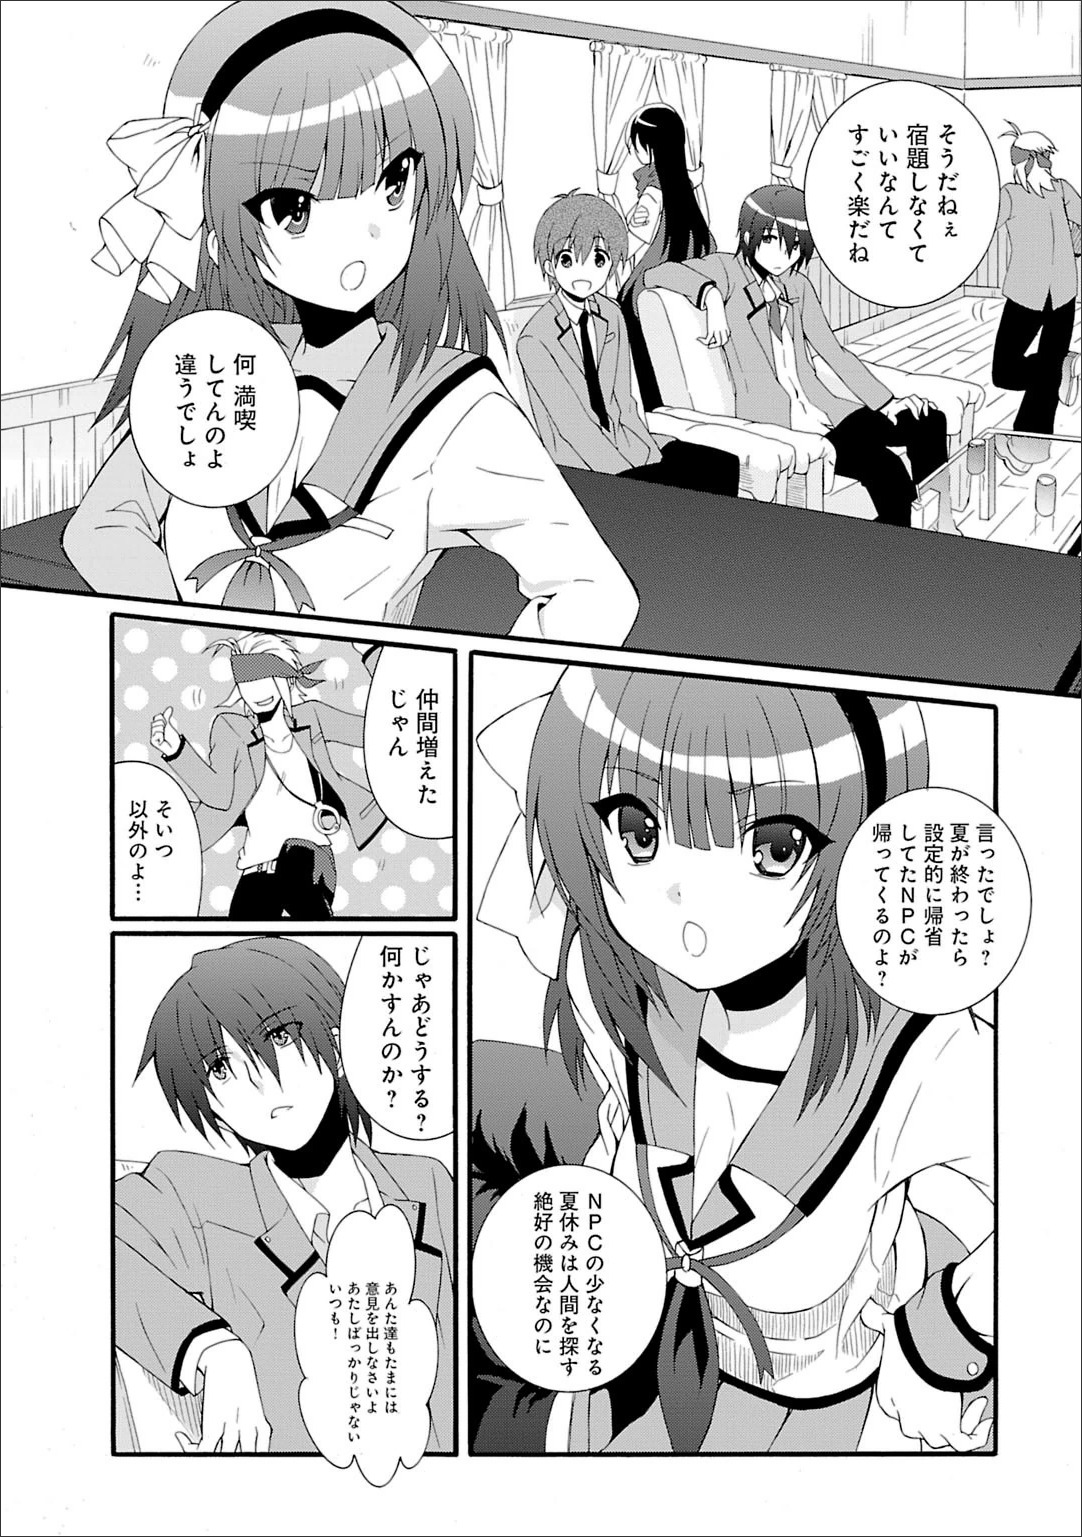 そうだねぇ
宿題しなくて
いいなんて
すごく楽だね
何 満喫
してんのよ
違うでしょ
言ったでしょ?
夏が終わったら
設定的に帰省
してたNPCが
帰ってくるのよ?
NPCの少なくなる
夏休みは人間を探す
絶好の機会なのに
仲間増えた
じゃん
そいつ
以外のよ…
じゃあどうする?
何かすんのか?
あんた達もたまには
意見を出しなさいよ
あたしばっかりじゃない
いつも!